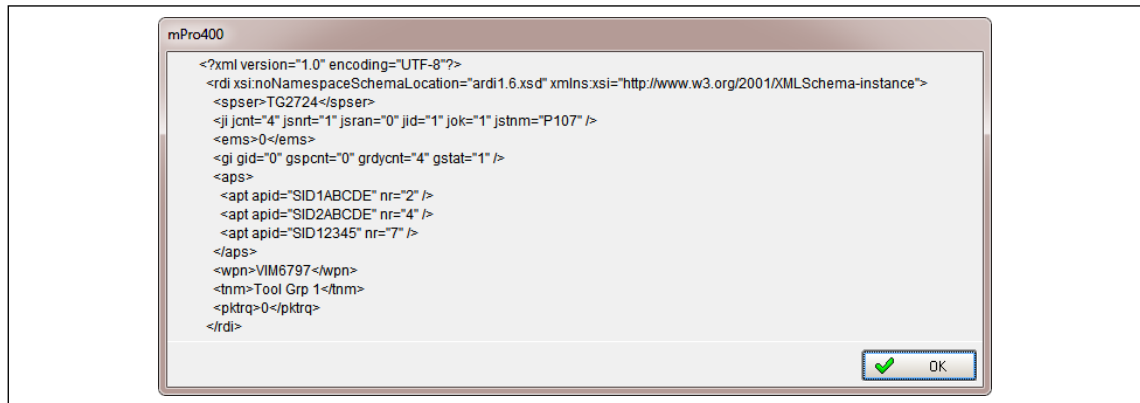 mPro400
<?xml version="1.0" encoding="UTF-8"?>
<rdi xsi:noNamespaceSchemaLocation="ardi1.6.xsd" xmlns:xsi="http://www.w3.org/2001/XMLSchema-instance">
<spser>TG2724</spser>
<ji jcnt="4" jsnrt="1" jsran="0" jid="1" jok="1" jstnm="P107" />
<ems>0</ems>
<gi gid="0" gspcnt="0" grdycnt="4" gstat="1" />
<aps>
<apt apid="SID1ABCDE" nr="2" />
<apt apid="SID2ABCDE" nr="4" />
<apt apid="SID12345" nr="7" />
</aps>
<wpn>VIM6797</wpn>
<tnm>Tool Grp 1</tnm>
<pktrq>0</pktrq>
</rdi>
OK